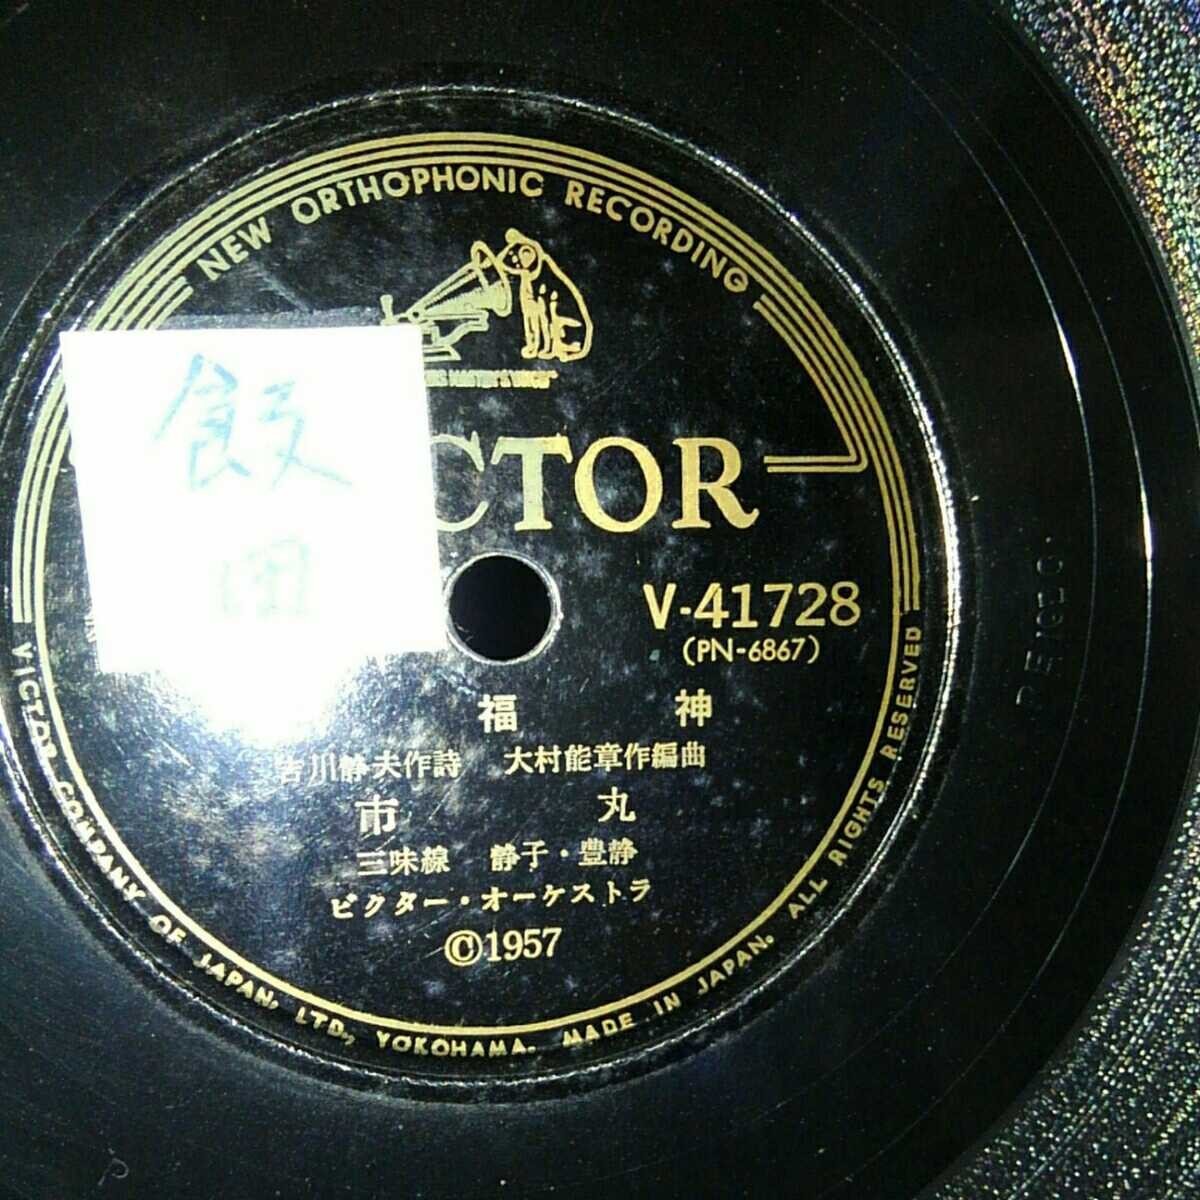 NEW ORTHOPHONIC RECORDING
飯
田
CTOR
V-41728
(PN-6867)
福神
吉川静夫作詩 大村能章作編曲
市丸
三味線 静子・豊静
ビクター・オーケストラ
©1957
VICTOR COMPANY OF JAPAN, LTD., YOKOHAMA. MADE IN JAPAN. ALL RIGHTS RESERVED